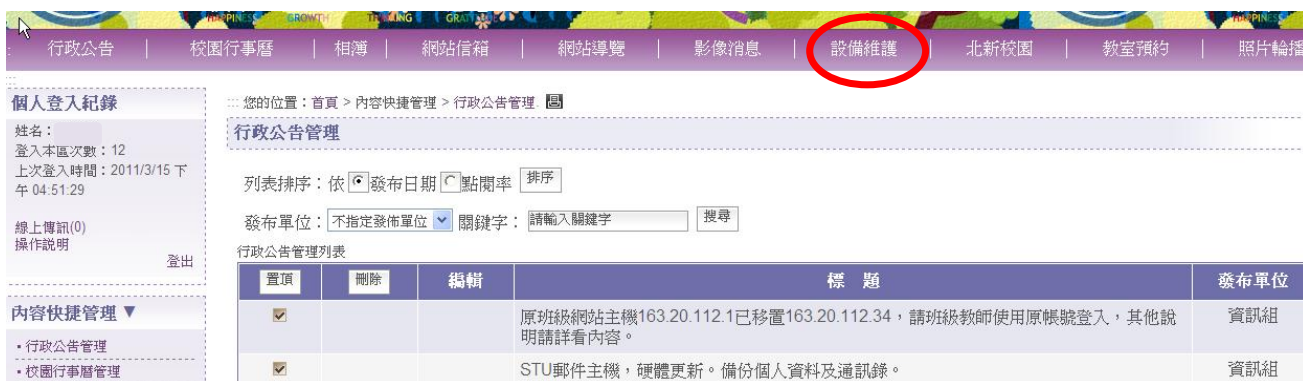 HAPPINESS GROWTH THINKING GRATITUDE
行政公告 | 校園行事曆 | 相簿 | 網站信箱 | 網站導覽 | 影像消息 | 設備維護 | 北新校園 | 教室預約 | 照片輪播
個人登入紀錄
姓名：
登入本區次數：12
上次登入時間：2011/3/15 下
午 04:51:29
線上傳訊(0)
操作說明
登出
內容快捷管理 ▼
・行政公告管理
・校園行事曆管理
::: 您的位置：首頁 > 內容快捷管理 > 行政公告管理
行政公告管理
列表排序：依 發布日期 點閱率 排序
發布單位：不指定發佈單位 關鍵字：請輸入關鍵字 搜尋
行政公告管理列表
置頂 刪除 編輯 標 題 發布單位
原班級網站主機163.20.112.1已移置163.20.112.34，請班級教師使用原帳號登入，其他說 資訊組
明請詳看內容。
STU郵件主機，硬體更新。備份個人資料及通訊錄。 資訊組